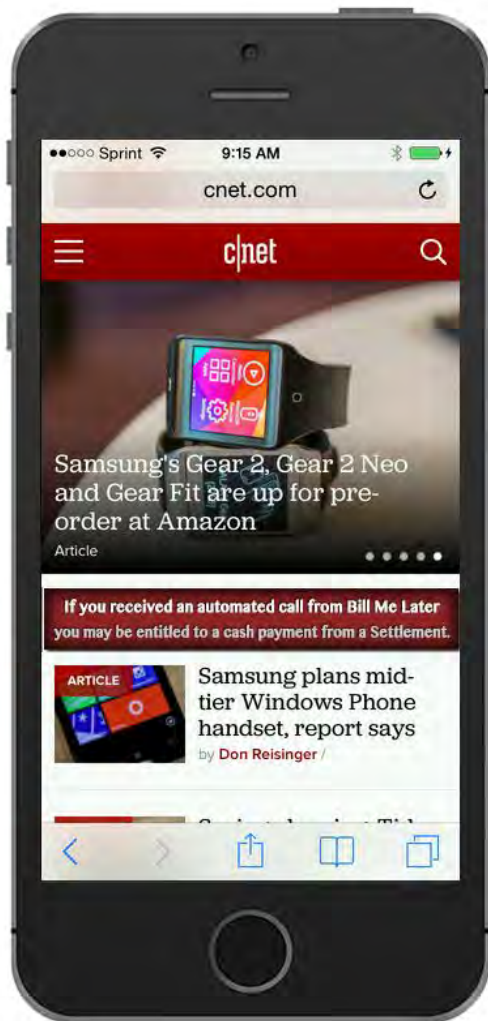 ●●○○○ Sprint 9:15 AM
cnet.com
c|net
Samsung's Gear 2, Gear 2 Neo
and Gear Fit are up for pre-
order at Amazon
Article
If you received an automated call from Bill Me Later
you may be entitled to a cash payment from a Settlement.
ARTICLE
Samsung plans mid-
tier Windows Phone
handset, report says
by Don Reisinger /